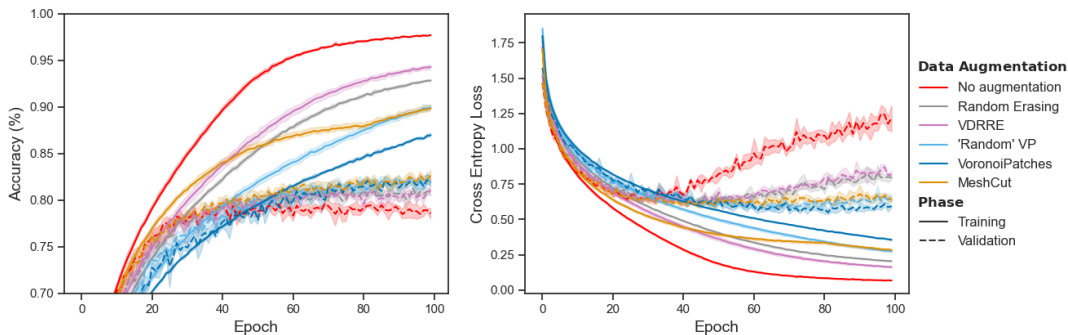 1.00
0.95
0.90
0.85
0.80
0.75
0.70
Accuracy (%)
0 20 40 60 80 100
Epoch
1.75
1.50
1.25
1.00
0.75
0.50
0.25
0.00
Cross Entropy Loss
0 20 40 60 80 100
Epoch
Data Augmentation
No augmentation
Random Erasing
VDRRE
'Random' VP
VoronoiPatches
MeshCut
Phase
Training
Validation